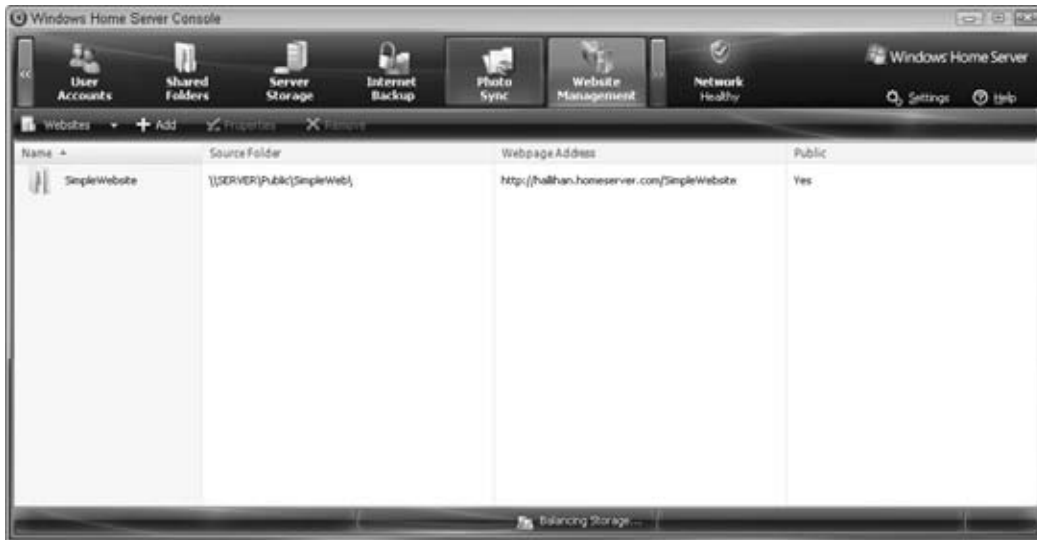 Windows Home Server Console
User Accounts
Shared Folders
Server Storage
Internet Backup
Photo Sync
Website Management
Network Healthy
Windows Home Server
Settings Help
Websites Add Properties Remove
Name Source Folder Webpage Address Public
SimpleWebsite \\SERVER\Public\SimpleWeb\ http://hallihan.homeserver.com/SimpleWebsite Yes
Balancing Storage...